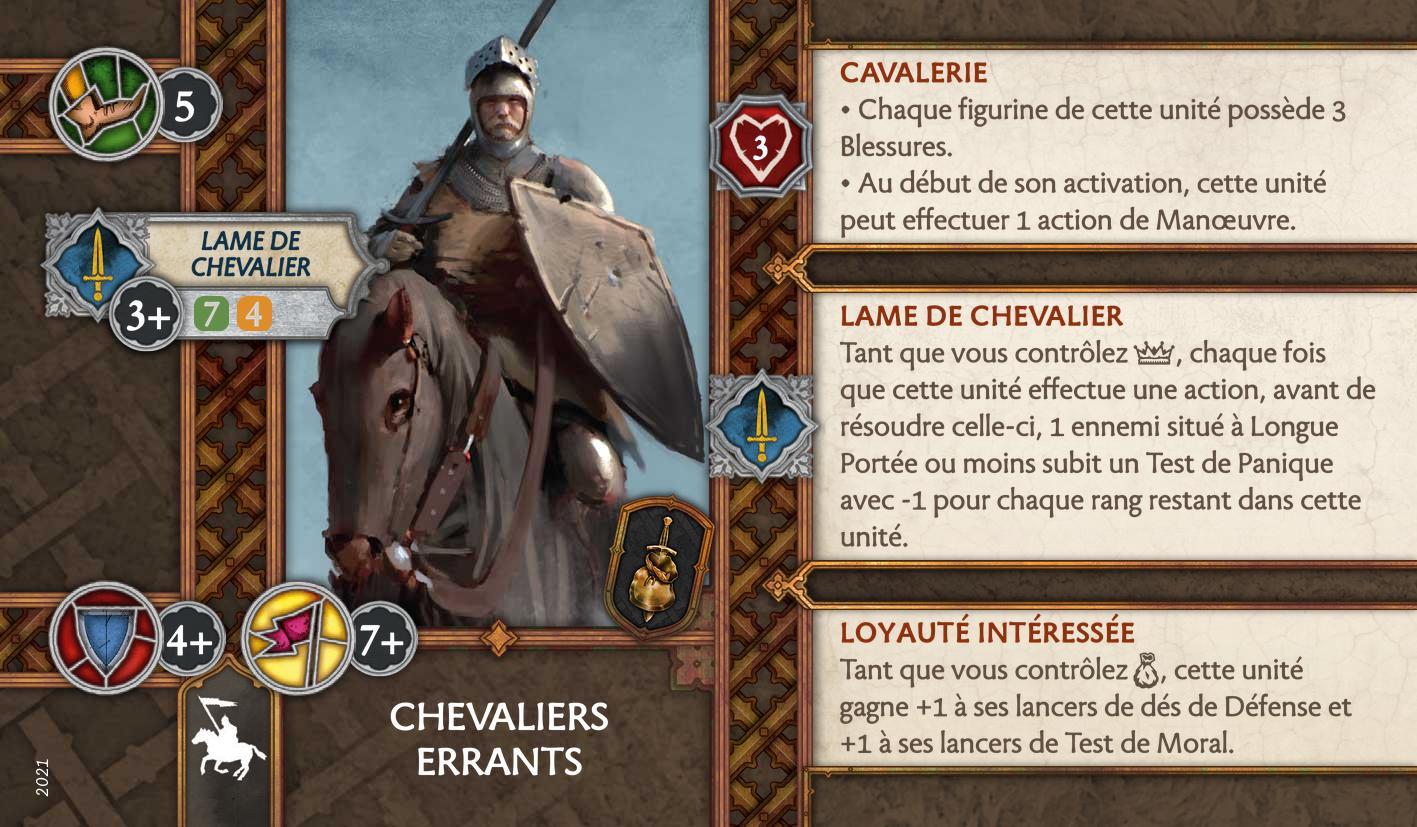 5
LAME DE
CHEVALIER
3+ 7 4
4+
7+
CHEVALIERS
ERRANTS
2021
3
CAVALERIE
• Chaque figurine de cette unité possède 3
Blessures.
• Au début de son activation, cette unité
peut effectuer 1 action de Manœuvre.
LAME DE CHEVALIER
Tant que vous contrôlez , chaque fois
que cette unité effectue une action, avant de
résoudre celle-ci, 1 ennemi situé à Longue
Portée ou moins subit un Test de Panique
avec -1 pour chaque rang restant dans cette
unité.
LOYAUTÉ INTÉRESSÉE
Tant que vous contrôlez , cette unité
gagne +1 à ses lancers de dés de Défense et
+1 à ses lancers de Test de Moral.